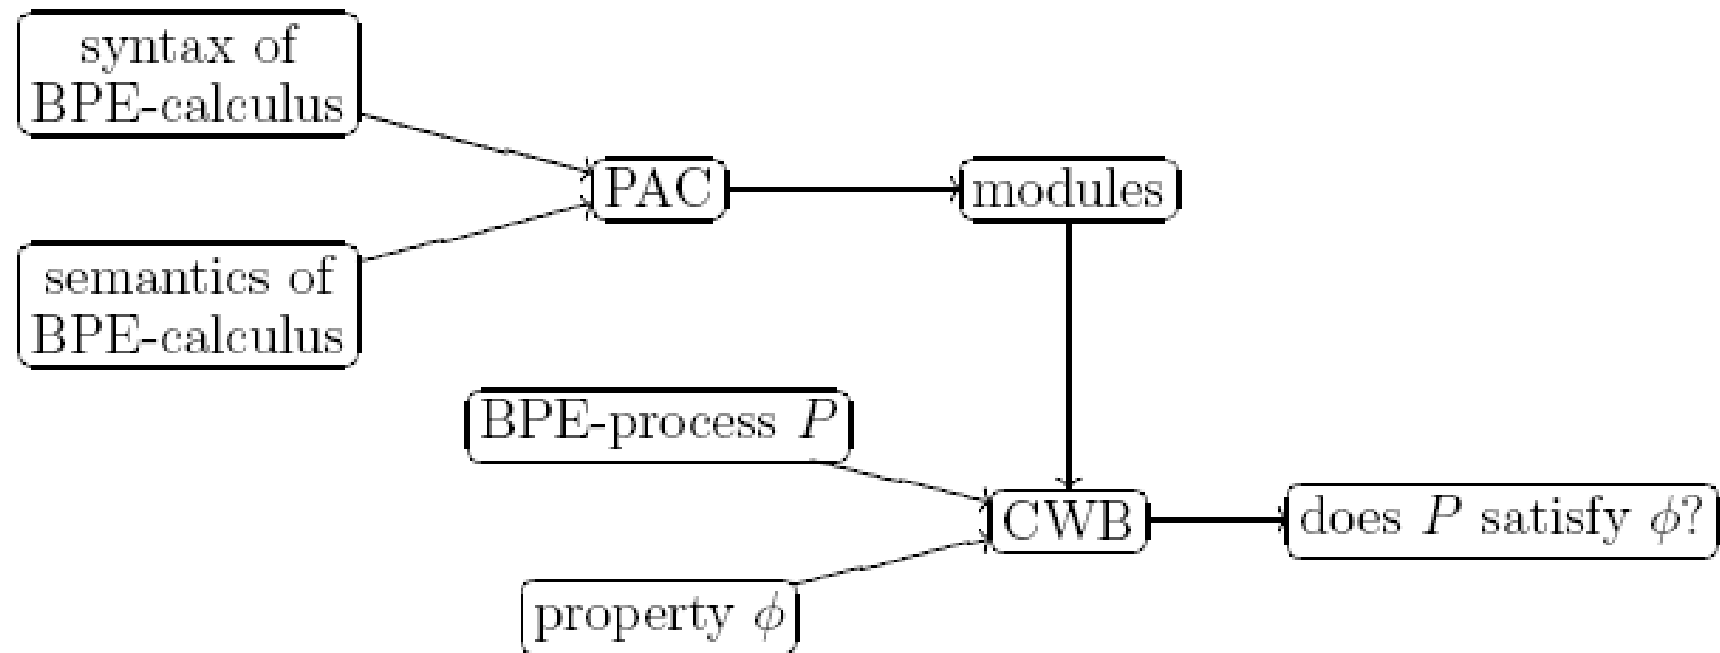 syntax of
BPE-calculus
PAC
modules
semantics of
BPE-calculus
BPE-process P
CWB
does P satisfy ϕ?
property ϕ